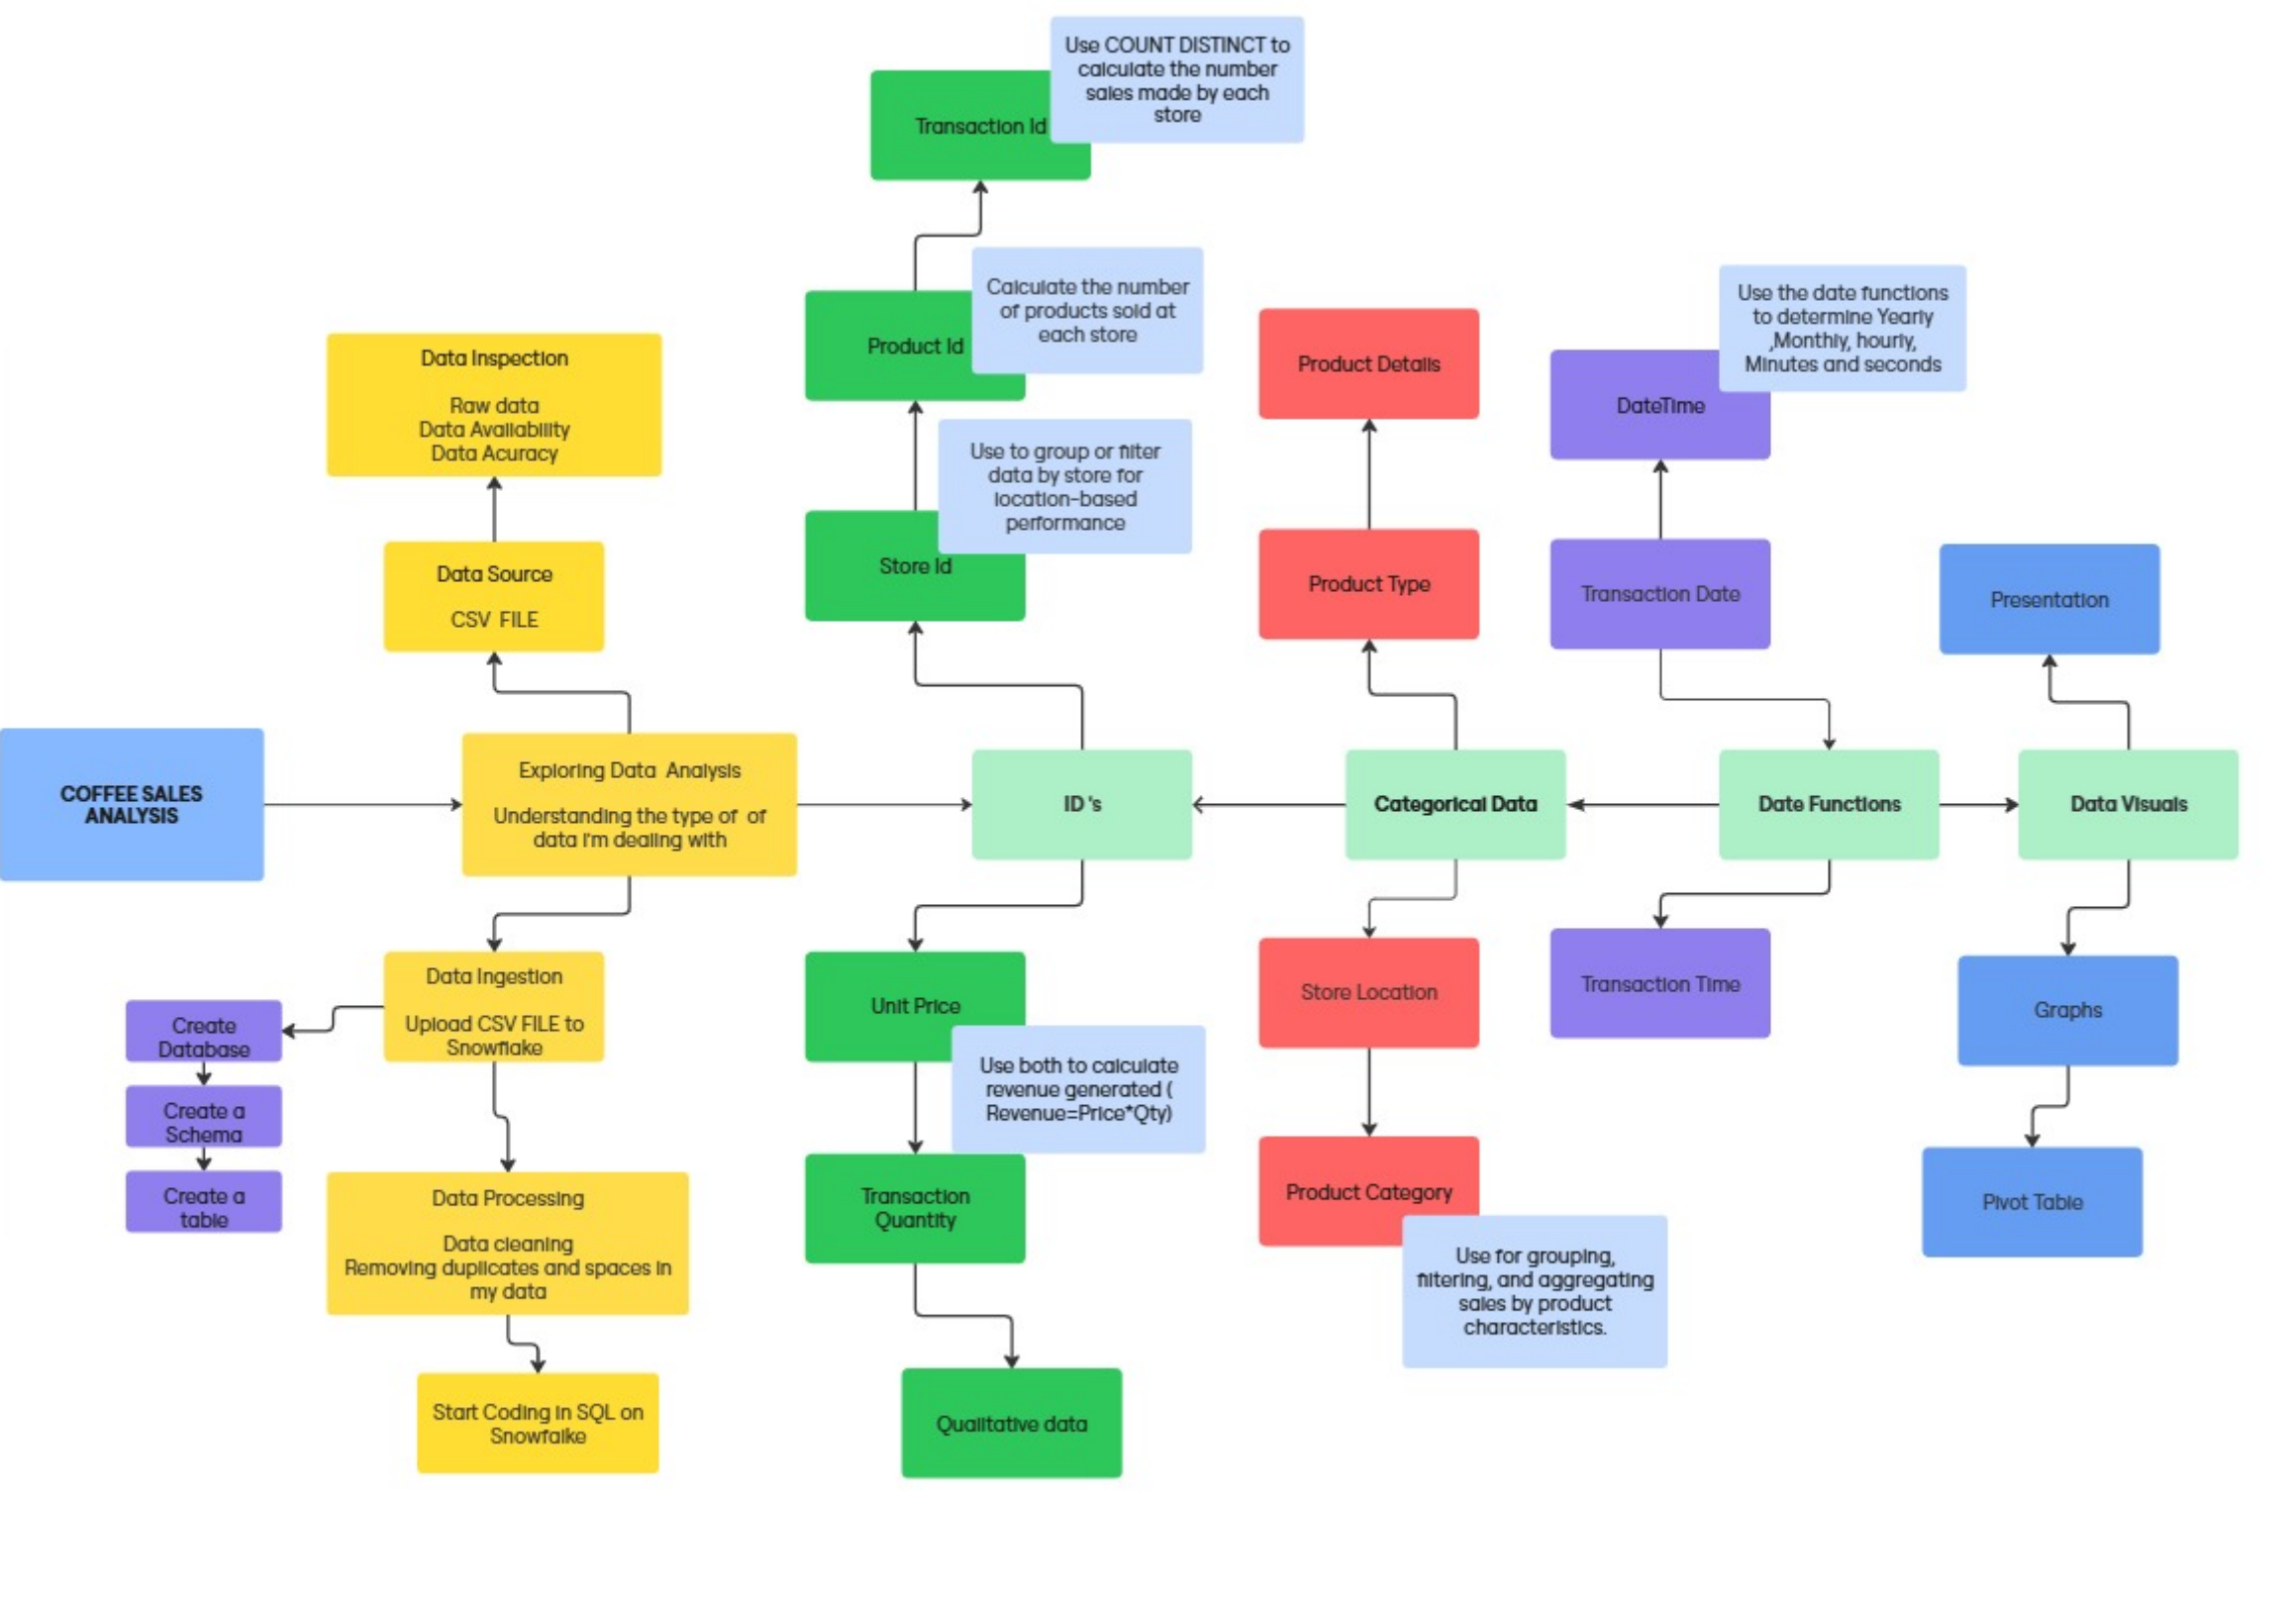 Use COUNT DISTINCT to
calculate the number
sales made by each
store
Transaction Id
Calculate the number
of products sold at
each store
Product Id
Use to group or filter
data by store for
location-based
performance
Store Id
Data Inspection
Raw data
Data Availability
Data Acuracy
Data Source
CSV FILE
Product Details
Product Type
Use the date functions
to determine Yearly
,Monthly, hourly,
Minutes and seconds
DateTime
Transaction Date
Presentation
COFFEE SALES
ANALYSIS
Exploring Data Analysis
Understanding the type of of
data I'm dealing with
ID 's
Categorical Data
Date Functions
Data Visuals
Data Ingestion
Upload CSV FILE to
Snowflake
Create
Database
Create a
Schema
Create a
table
Data Processing
Data cleaning
Removing duplicates and spaces in
my data
Start Coding in SQL on
Snowfalke
Unit Price
Use both to calculate
revenue generated (
Revenue=Price*Qty)
Transaction
Quantity
Qualitative data
Store Location
Product Category
Use for grouping,
filtering, and aggregating
sales by product
characteristics.
Transaction Time
Graphs
Pivot Table